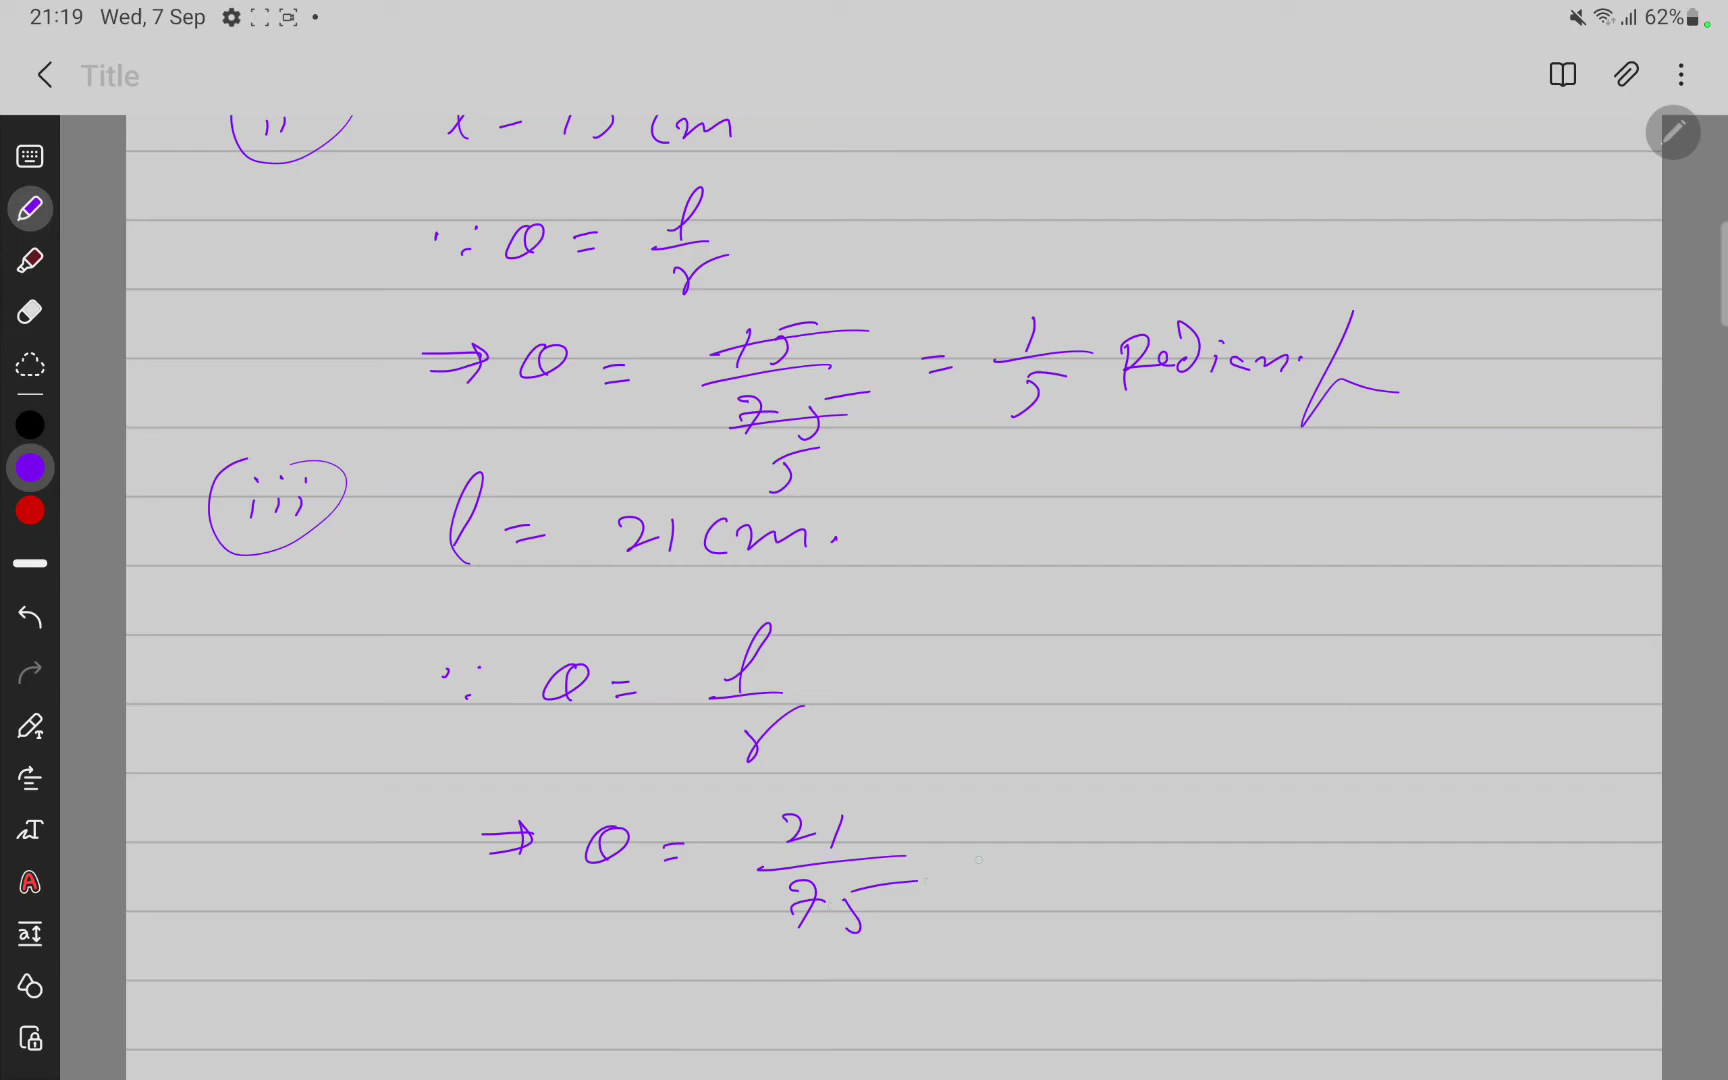 21:19 Wed, 7 Sep 62%
Title
ii l = 15 cm
∵ θ = l/r
⇒ θ = 15/75 = 1/5 Radian.
5
iii l = 21 cm.
∵ θ = l/r
⇒ θ = 21/75